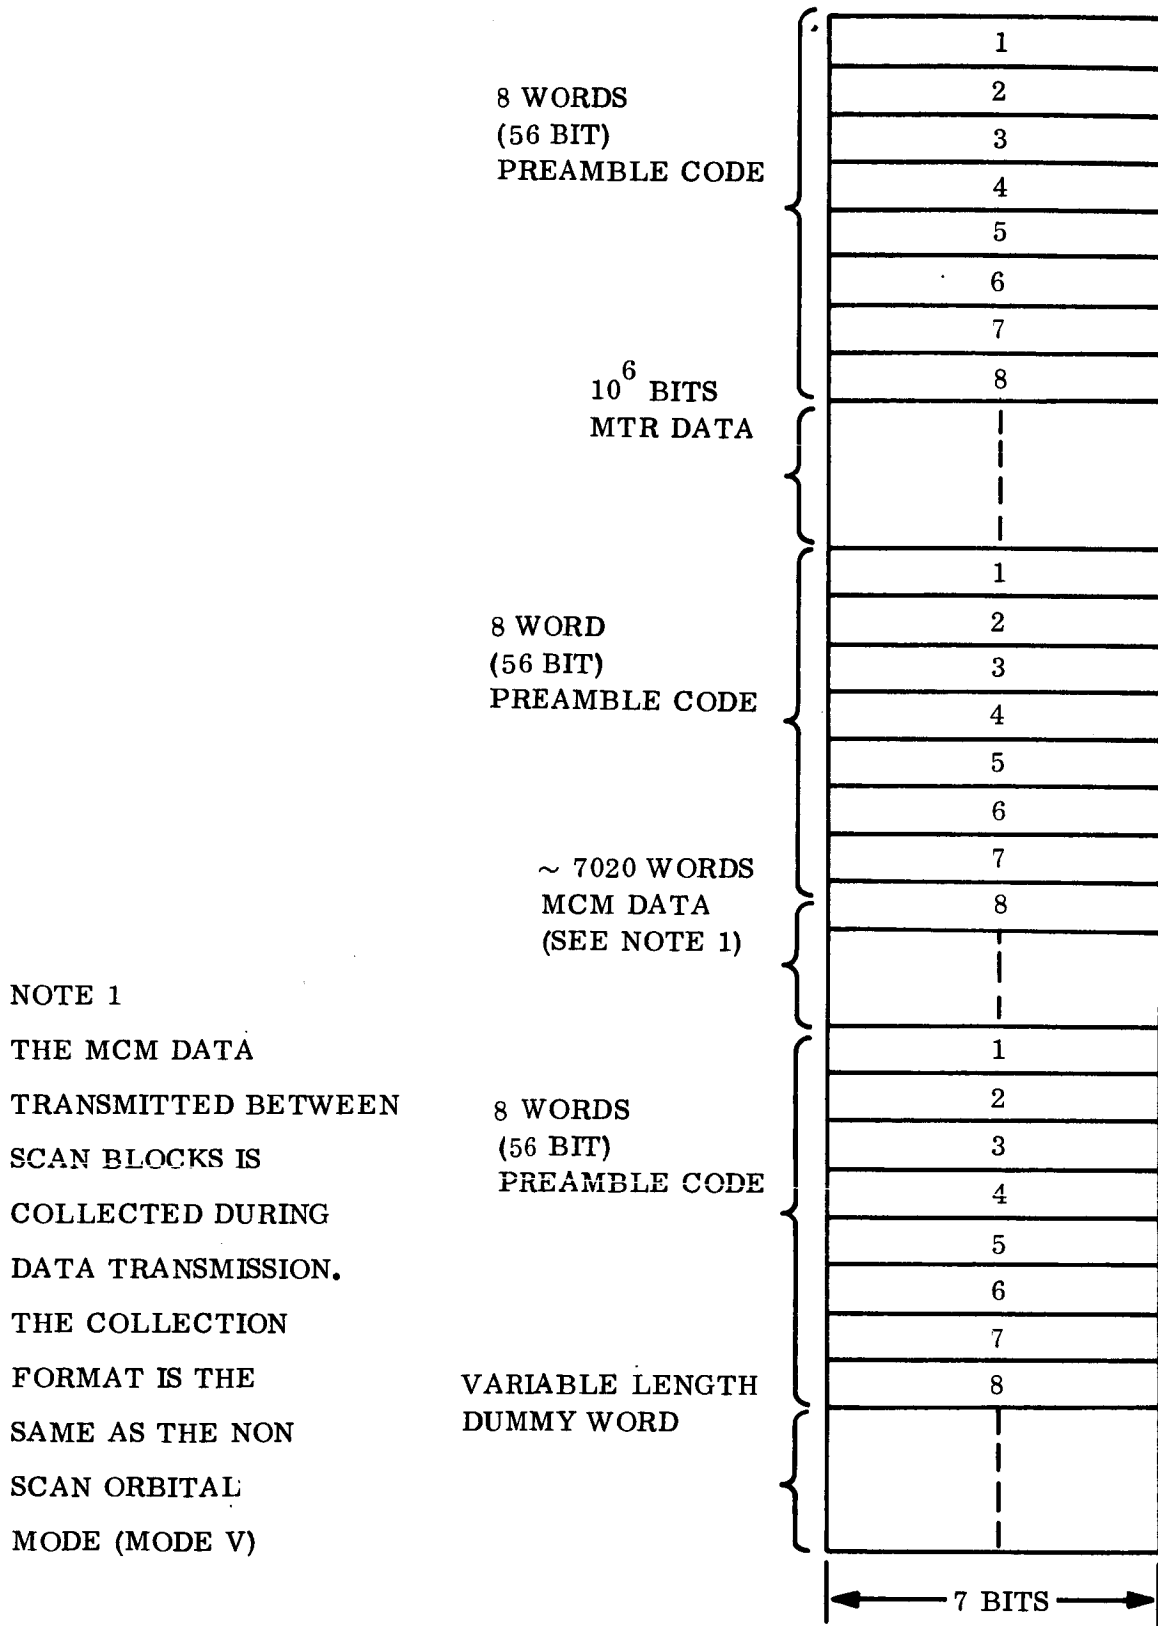 8 WORDS
(56 BIT)
PREAMBLE CODE
1
2
3
4
5
6
7
8
10^6 BITS
MTR DATA
8 WORD
(56 BIT)
PREAMBLE CODE
1
2
3
4
5
6
7
8
~ 7020 WORDS
MCM DATA
(SEE NOTE 1)
NOTE 1
THE MCM DATA
TRANSMITTED BETWEEN
SCAN BLOCKS IS
COLLECTED DURING
DATA TRANSMISSION.
THE COLLECTION
FORMAT IS THE
SAME AS THE NON
SCAN ORBITAL
MODE (MODE V)
8 WORDS
(56 BIT)
PREAMBLE CODE
1
2
3
4
5
6
7
8
VARIABLE LENGTH
DUMMY WORD
7 BITS